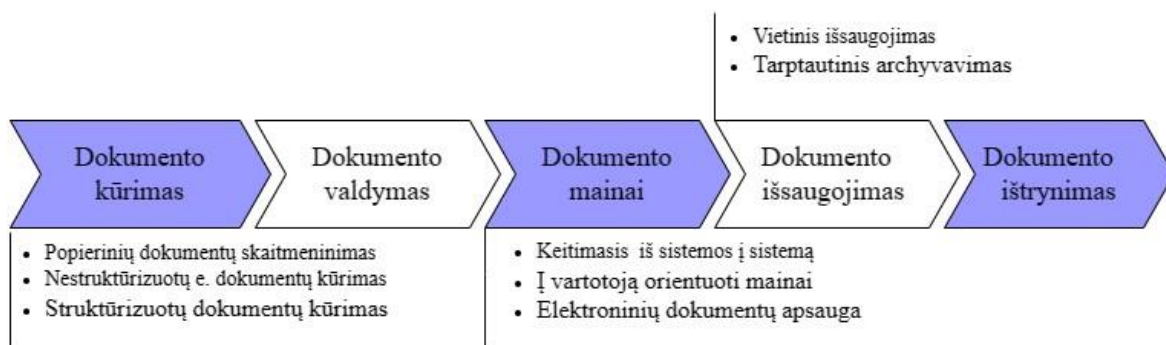 Vietinis išsaugojimas
Tarptautinis archyvavimas
Dokumento
kūrimas
Dokumento
valdymas
Dokumento
mainai
Dokumento
išsaugojimas
Dokumento
ištrynimas
Popierinių dokumentų skaitmeninimas
Nestruktūrizuotų e. dokumentų kūrimas
Struktūrizuotų dokumentų kūrimas
Keitimasis iš sistemos į sistemą
Į vartotoją orientuoti mainai
Elektroninių dokumentų apsauga